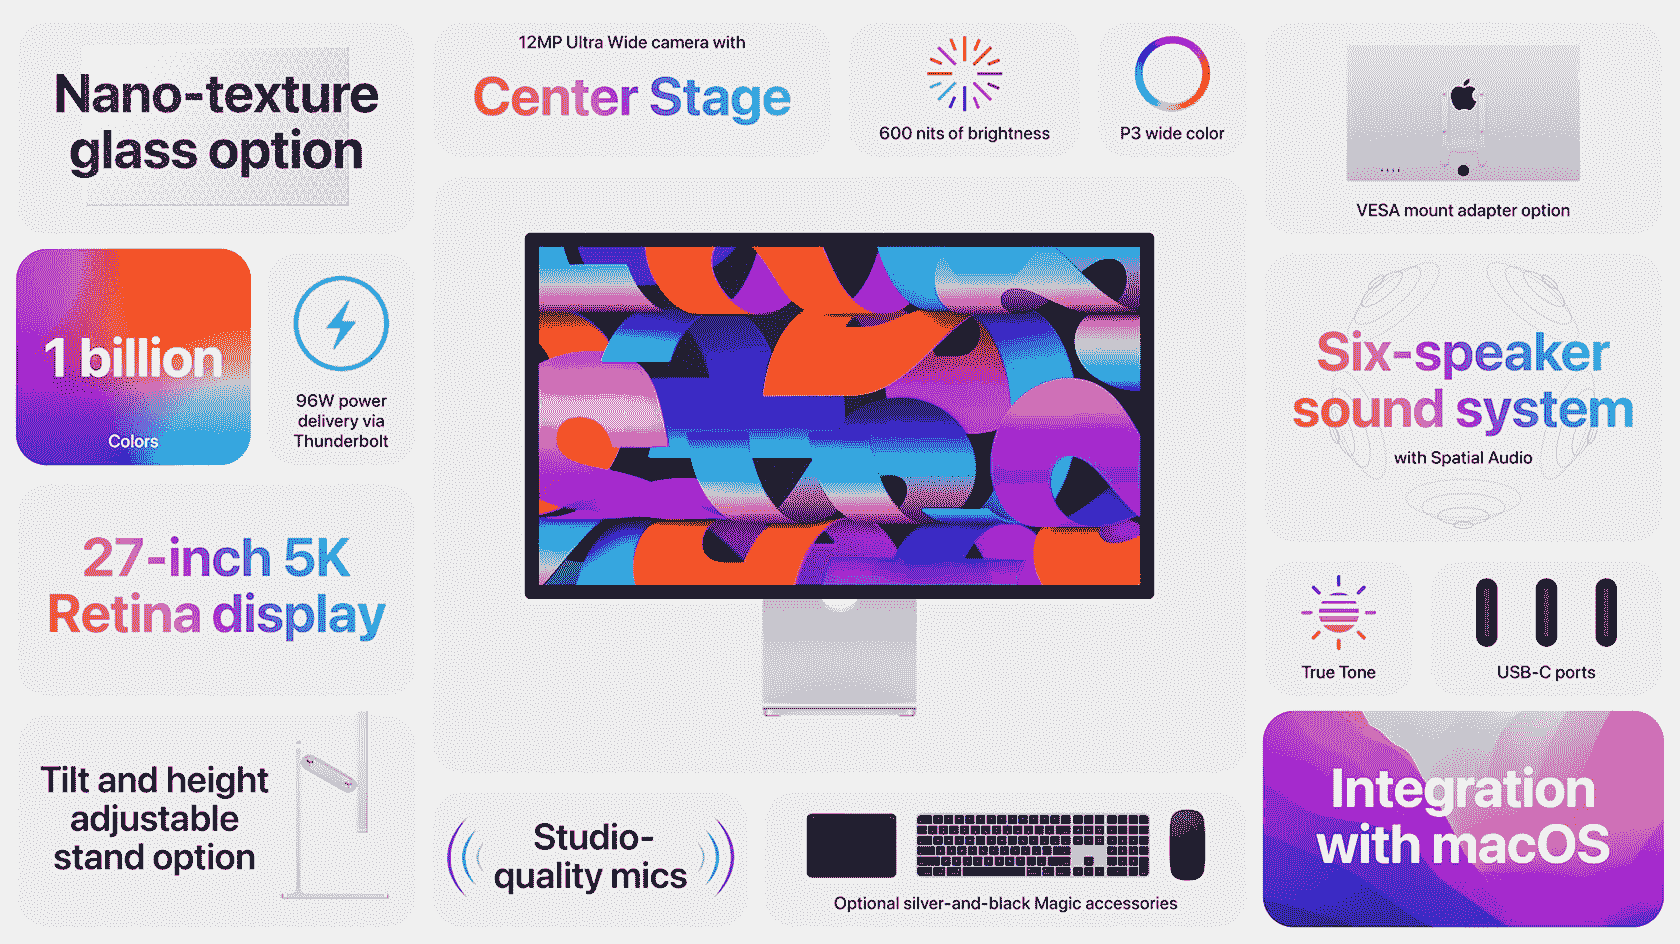 Nano-texture
glass option
12MP Ultra Wide camera with
Center Stage
600 nits of brightness
P3 wide color
VESA mount adapter option
1 billion
Colors
96W power
delivery via
Thunderbolt
Six-speaker
sound system
with Spatial Audio
27-inch 5K
Retina display
True Tone
USB-C ports
Tilt and height
adjustable
stand option
Studio-
quality mics
Optional silver-and-black Magic accessories
Integration
with macOS